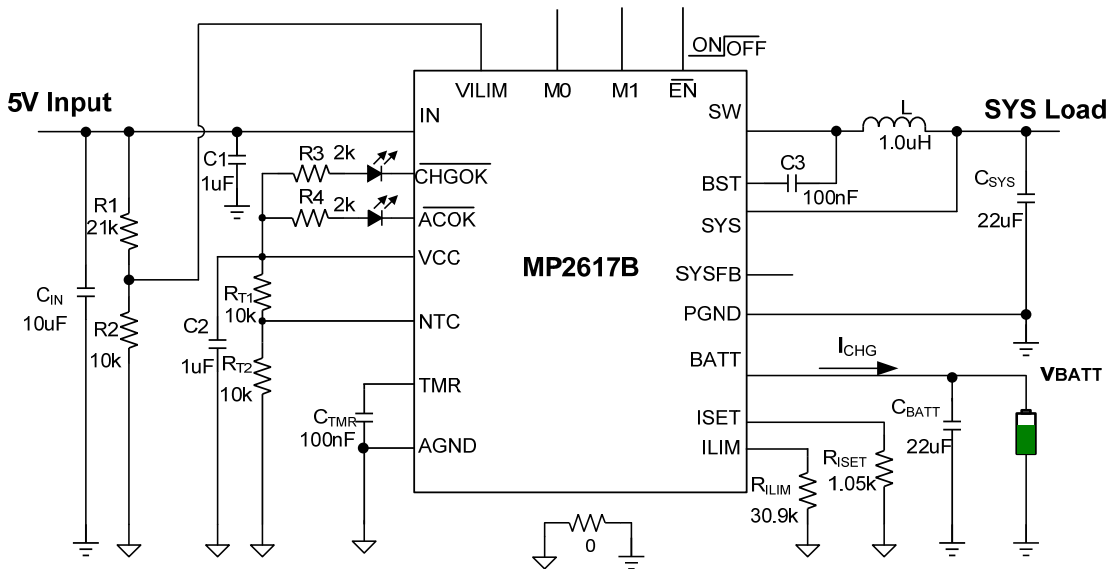 ON OFF
VILIM M0 M1 EN
5V Input
IN
SW
L
1.0uH
SYS Load
C1
1uF
R3 2k
CHGOK
R4 2k
ACOK
BST
C3
100nF
CSYS
22uF
R1
21k
SYS
VCC
MP2617B
SYSFB
CIN
10uF
RT1
10k
R2
10k
C2
1uF
NTC
PGND
RT2
10k
BATT
ICHG
VBATT
TMR
CTMR
100nF
CBATT
22uF
ISET
AGND
ILIM
RISET
1.05k
RILIM
30.9k
0